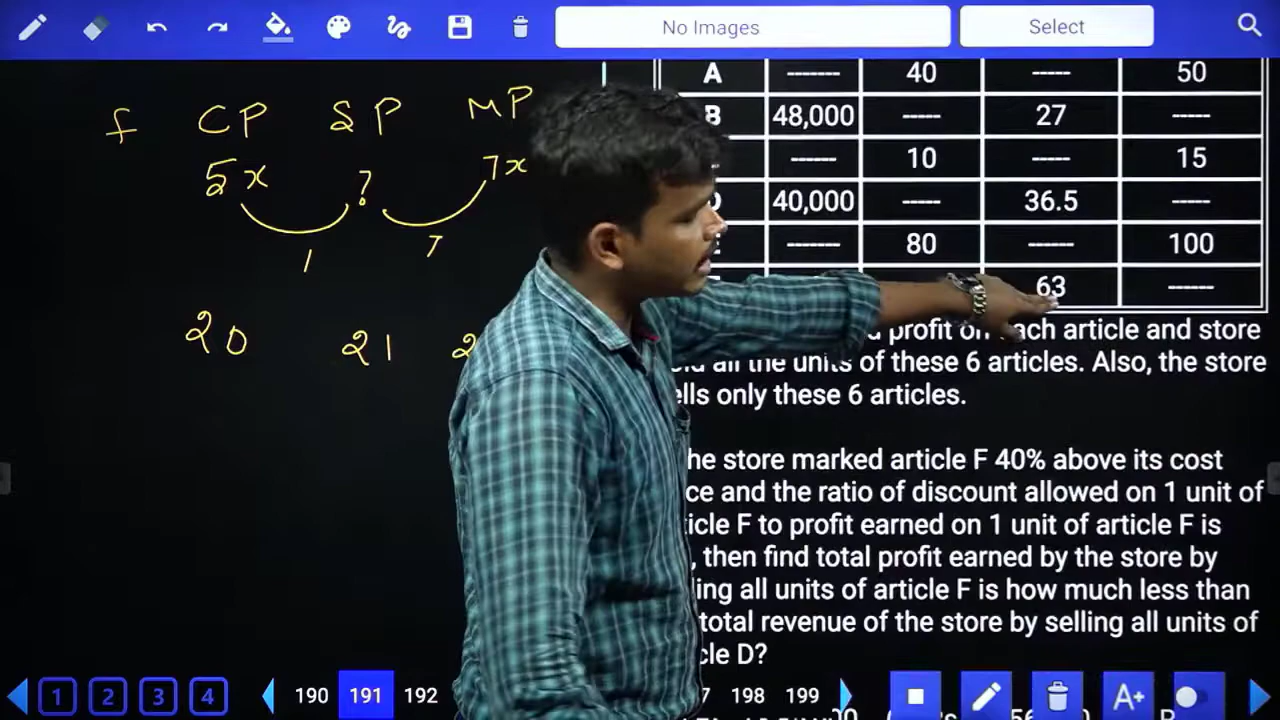 No Images
Select
A ------- 40 ----- 50
B 48,000 ----- 27 -----
------ 10 ----- 15
40,000 ----- 36.5 -----
------- 80 ------ 100
63 ------
f CP SP MP
5x ? 7x
1 7
20 21
profit on each article and store
all the units of these 6 articles. Also, the store
only these 6 articles.
store marked article F 40% above its cost
and the ratio of discount allowed on 1 unit of
F to profit earned on 1 unit of article F is
, then find total profit earned by the store by
all units of article F is how much less than
total revenue of the store by selling all units of
D?
1 2 3 4 190 191 192 198 199 A+